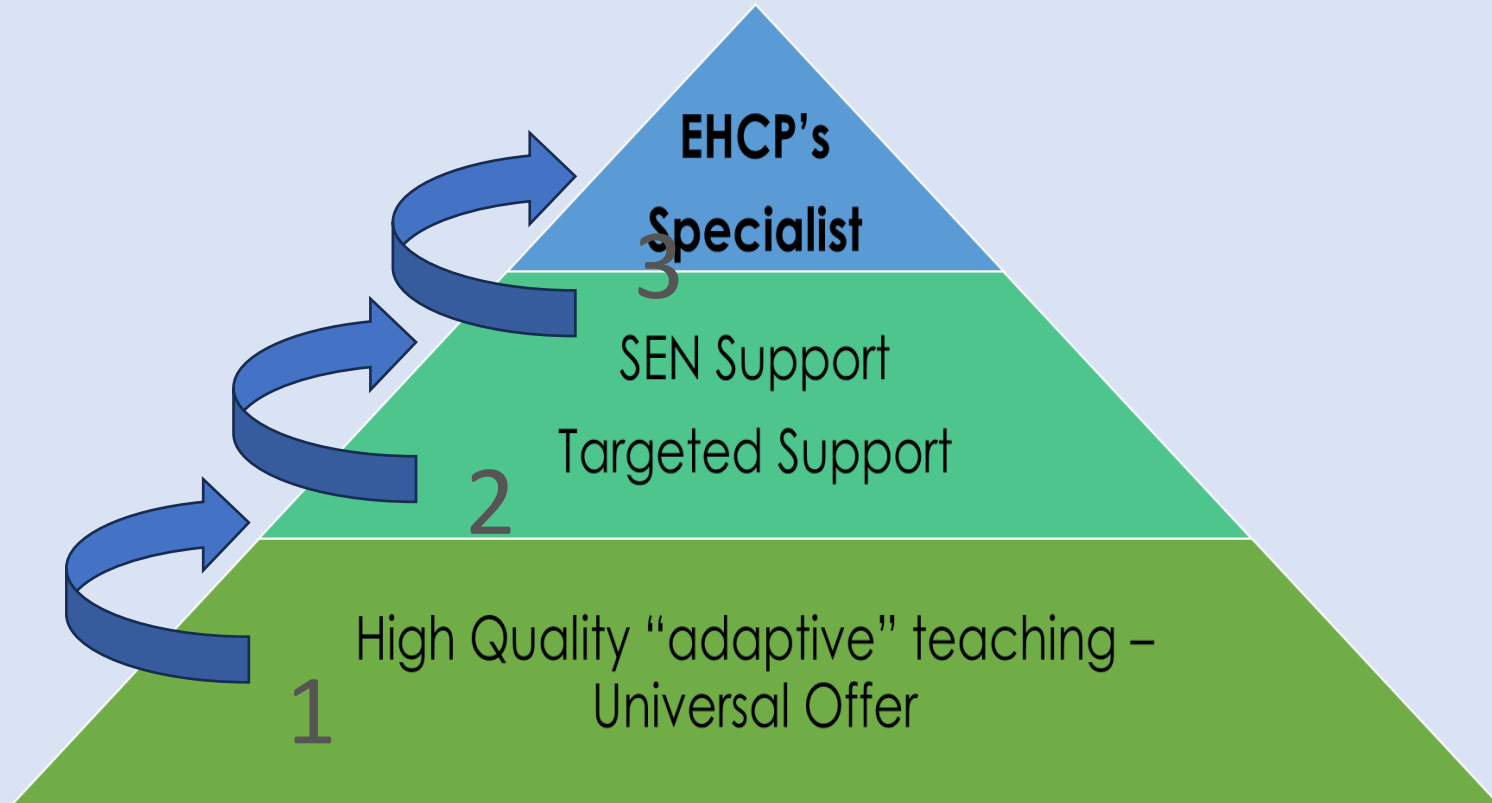 EHCP’s
Specialist
3
SEN Support
Targeted Support
2
High Quality “adaptive” teaching –
Universal Offer
1